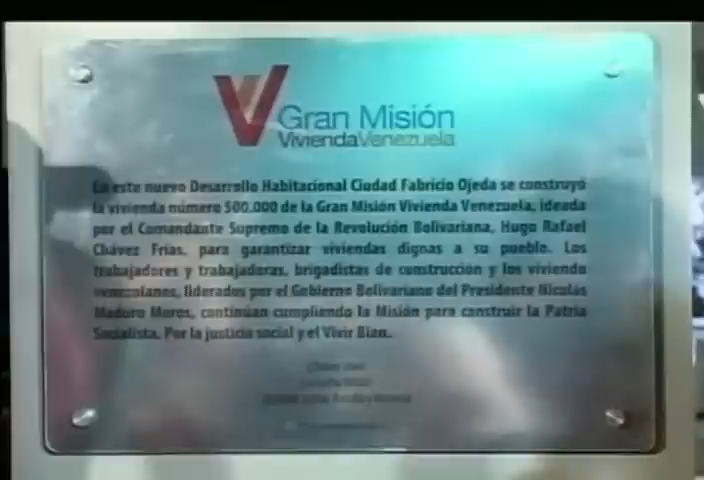 V Gran Misión
ViviendaVenezuela
En este nuevo Desarrollo Habitacional Ciudad Fabricio Ojeda se construyó
la vivienda número 500.000 de la Gran Misión Vivienda Venezuela, ideada
por el Comandante Supremo de la Revolución Bolivariana, Hugo Rafael
Chávez Frías, para garantizar viviendas dignas a su pueblo. Los
trabajadores y trabajadoras, brigadistas de construcción y los vivienda
venezolanos, liderados por el Gobierno Bolivariano del Presidente Nicolás
Maduro Moros, continúan cumpliendo la Misión para construir la Patria
Socialista. Por la justicia social y el Vivir Bien.